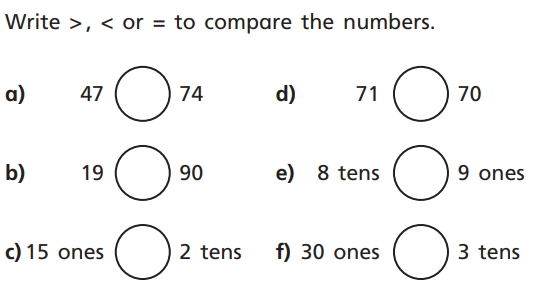 Write >, < or = to compare the numbers.
a) 47 74
d) 71 70
b) 19 90
e) 8 tens 9 ones
c) 15 ones 2 tens
f) 30 ones 3 tens